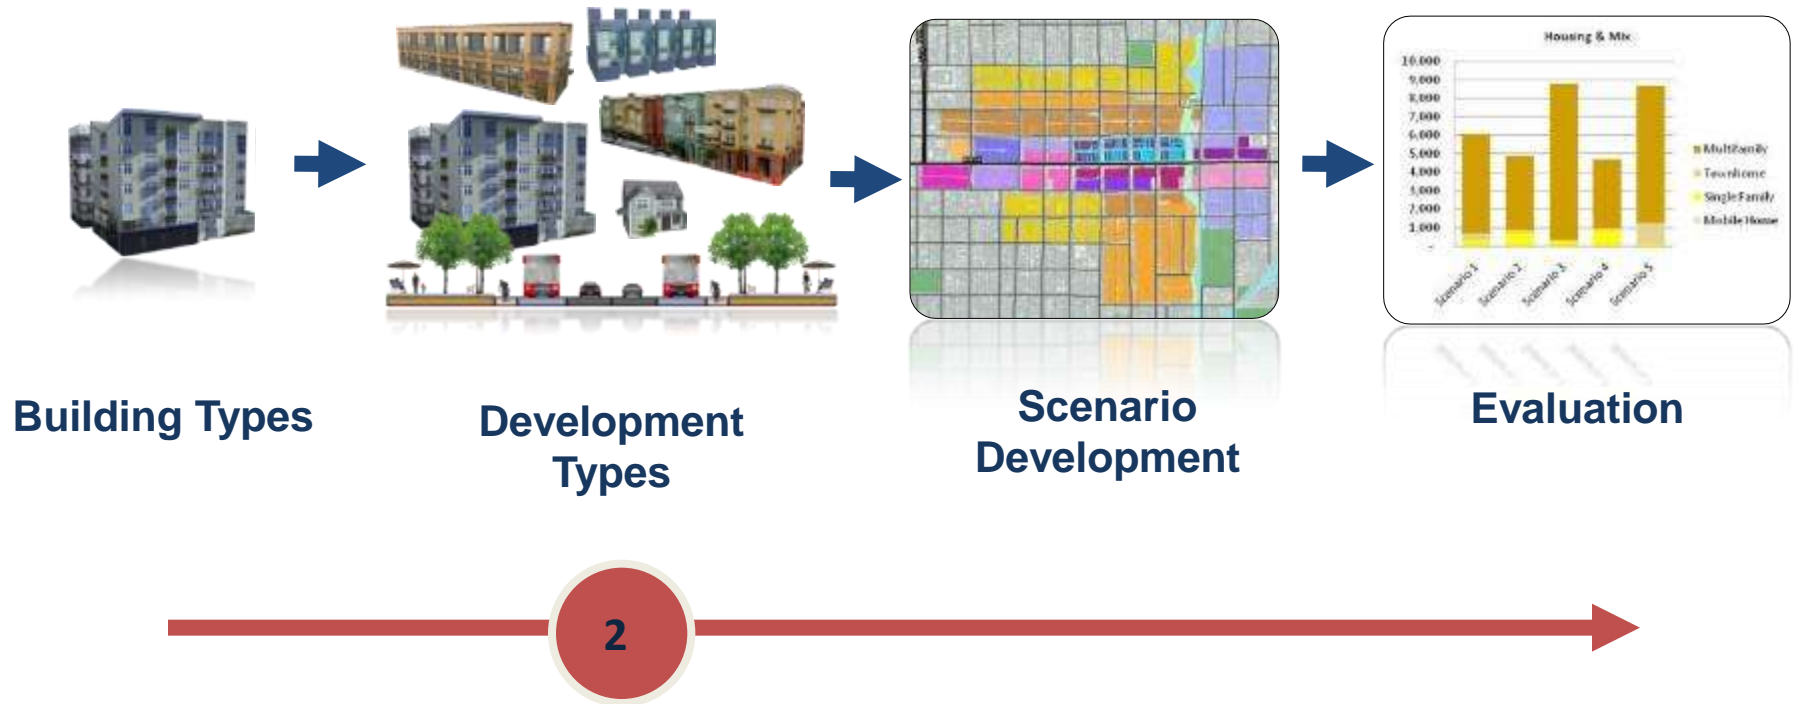 Housing & Mix
10,000
9,000
8,000
7,000
6,000
5,000
4,000
3,000
2,000
1,000
-
Multifamily
Townhome
Single Family
Mobile Home
Scenario 1
Scenario 2
Scenario 3
Scenario 4
Scenario 5
Building Types
Development
Types
Scenario
Development
Evaluation
2